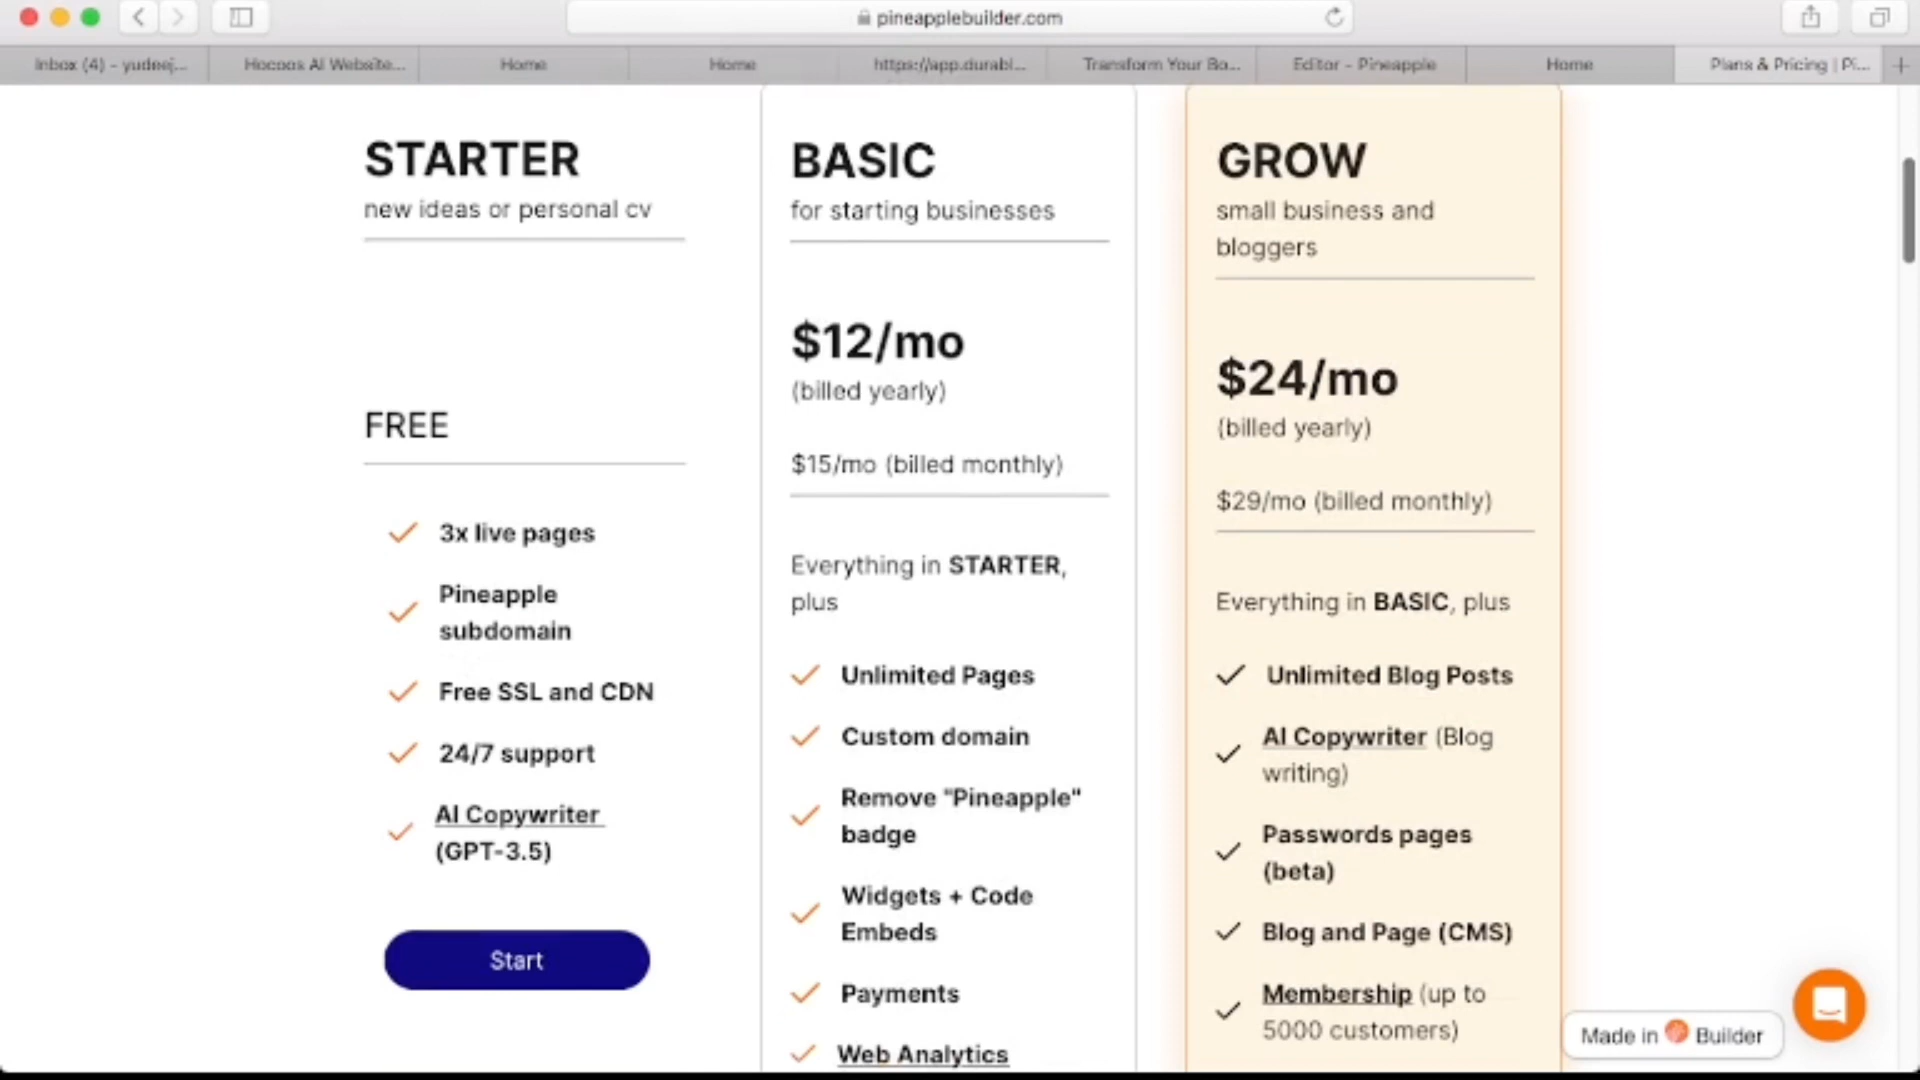 pineapplebuilder.com
Inbox (4) - yudeej...
Hocoos AI Website...
Home
Home
https://app.durabl...
Transform Your Bo...
Editor - Pineapple
Home
Plans & Pricing | Pi...
STARTER
new ideas or personal cv
FREE
3x live pages
Pineapple
subdomain
Free SSL and CDN
24/7 support
AI Copywriter
(GPT-3.5)
Start
BASIC
for starting businesses
$12/mo
(billed yearly)
$15/mo (billed monthly)
Everything in STARTER,
plus
Unlimited Pages
Custom domain
Remove "Pineapple"
badge
Widgets + Code
Embeds
Payments
Web Analytics
GROW
small business and
bloggers
$24/mo
(billed yearly)
$29/mo (billed monthly)
Everything in BASIC, plus
Unlimited Blog Posts
AI Copywriter (Blog
writing)
Passwords pages
(beta)
Blog and Page (CMS)
Membership (up to
5000 customers)
Made in Builder